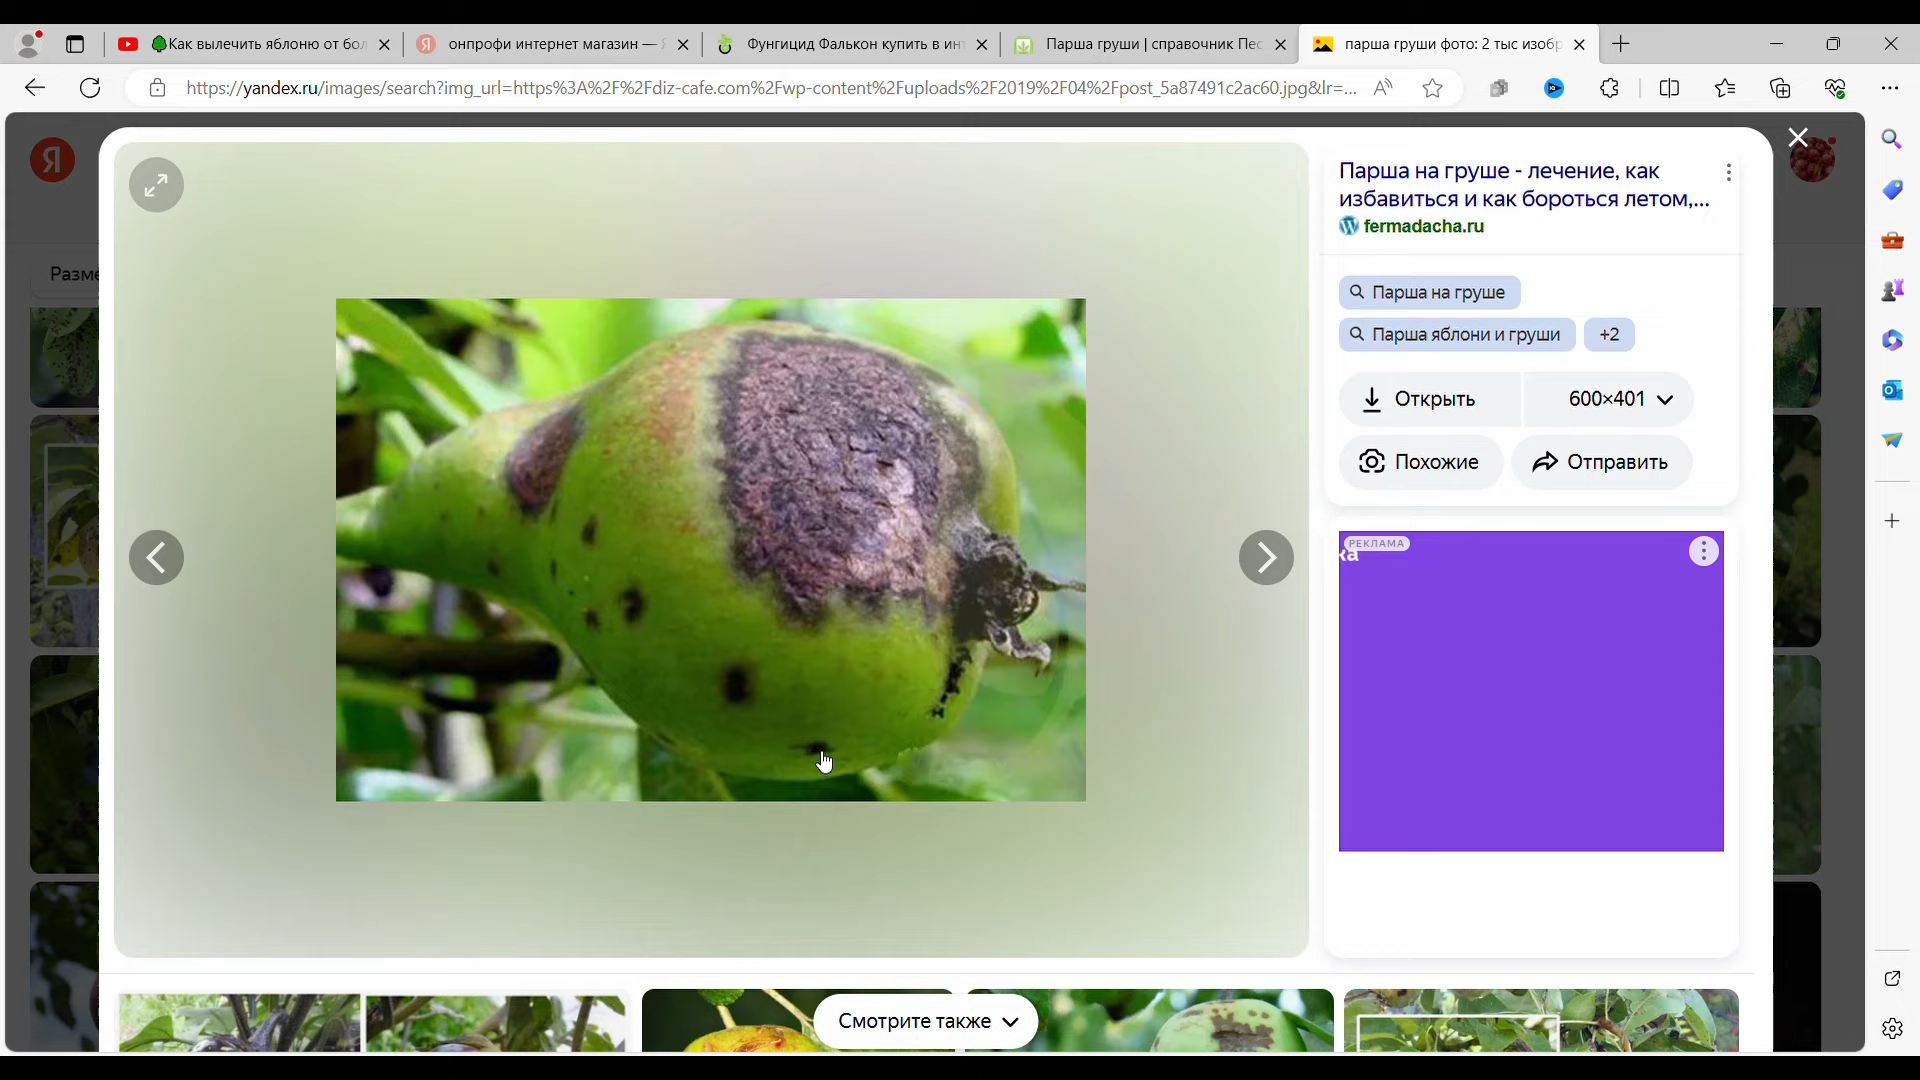 Как вылечить яблоню от бол
онпрофи интернет магазин —
Фунгицид Фалькон купить в ин
Парша груши | справочник Пес
парша груши фото: 2 тыс изобр
https://yandex.ru/images/search?img_url=https%3A%2F%2Fdiz-cafe.com%2Fwp-content%2Fuploads%2F2019%2F04%2Fpost_5a87491c2ac60.jpg&lr=...
Я
Разме
Парша на груше - лечение, как
избавиться и как бороться летом,...
fermadacha.ru
Парша на груше
Парша яблони и груши
+2
Открыть
600×401
Похожие
Отправить
РЕКЛАМА
ка
Смотрите также